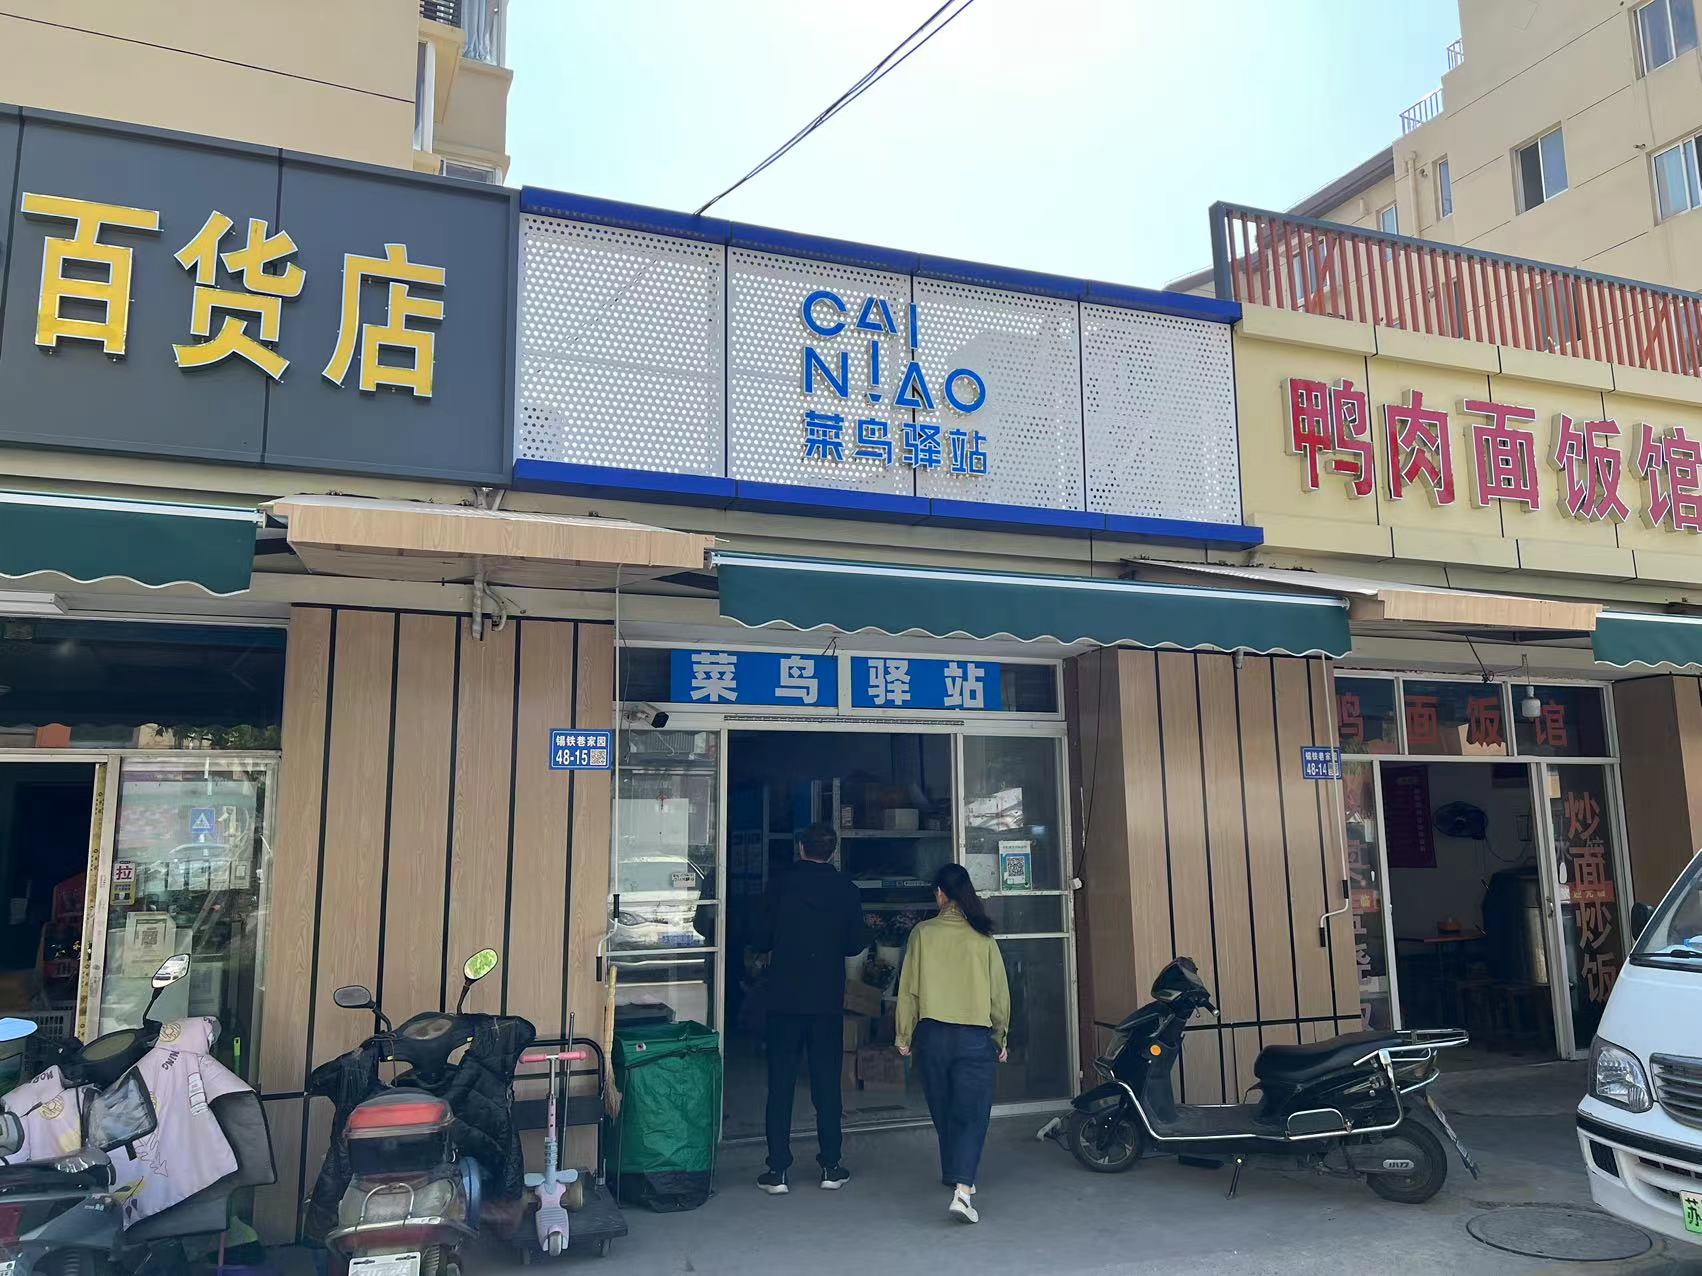 百货店
CAI
NIAO
菜鸟驿站
鸭肉面饭馆
菜鸟驿站
锡铁巷家园
48-15
锡铁巷家园
48-14
鸭面饭馆
炒面炒饭
拉
苏